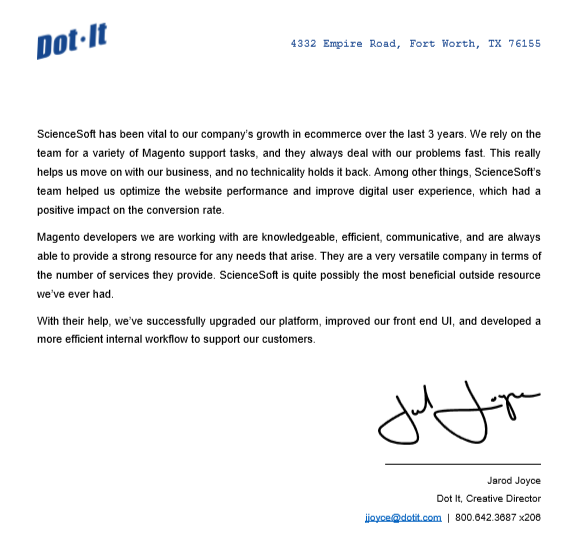 Dot·It
4332 Empire Road, Fort Worth, TX 76155
ScienceSoft has been vital to our company's growth in ecommerce over the last 3 years. We rely on the
team for a variety of Magento support tasks, and they always deal with our problems fast. This really
helps us move on with our business, and no technicality holds it back. Among other things, ScienceSoft's
team helped us optimize the website performance and improve digital user experience, which had a
positive impact on the conversion rate.
Magento developers we are working with are knowledgeable, efficient, communicative, and are always
able to provide a strong resource for any needs that arise. They are a very versatile company in terms of
the number of services they provide. ScienceSoft is quite possibly the most beneficial outside resource
we've ever had.
With their help, we've successfully upgraded our platform, improved our front end UI, and developed a
more efficient internal workflow to support our customers.
Jarod Joyce
Dot It, Creative Director
jjoyce@dotit.com | 800.642.3687 x206